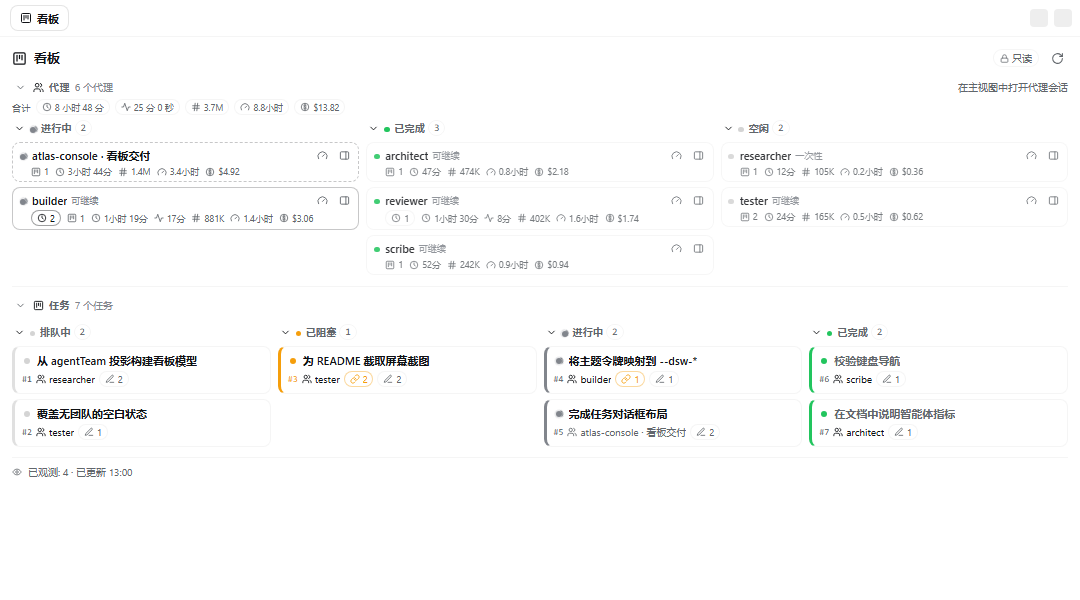 看板
看板
只读
代理 6 个代理
在主视图中打开代理会话
合计 8 小时 48 分 25 分 0 秒 # 3.7M 8.8小时 $13.82
进行中 2
atlas-console · 看板交付
1 3小时 44分 # 1.4M 3.4小时 $4.92
builder 可继续
2 1 1小时 19分 17分 # 881K 1.4小时 $3.06
已完成 3
architect 可继续
1 47分 # 474K 0.8小时 $2.18
reviewer 可继续
1 1小时 30分 8分 # 402K 1.6小时 $1.74
scribe 可继续
1 52分 # 242K 0.9小时 $0.94
空闲 2
researcher 一次性
1 12分 # 105K 0.2小时 $0.36
tester 可继续
2 24分 # 165K 0.5小时 $0.62
任务 7 个任务
排队中 2
从 agentTeam 投影构建看板模型
#1 researcher 2
覆盖无团队的空白状态
#2 tester 1
已阻塞 1
为 README 截取屏幕截图
#3 tester 2 2
进行中 2
将主题令牌映射到 --dsw-*
#4 builder 1 1
完成任务对话框布局
#5 atlas-console · 看板交付 2
已完成 2
校验键盘导航
#6 scribe 1
在文档中说明智能体指标
#7 architect 1
已观测: 4 · 已更新 13:00